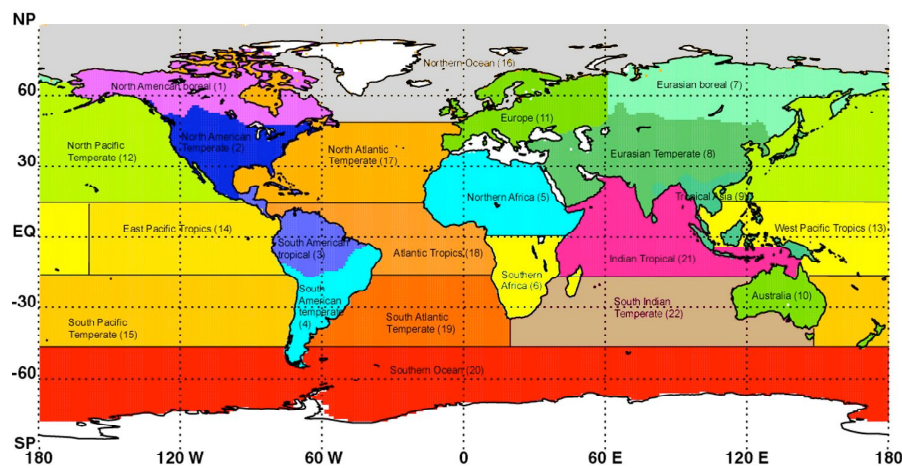 NP
Northern Ocean (16)
North American boreal (1)
Eurasian boreal (7)
60
Europe (11)
North Pacific
Temperate (12)
North American
Temperate (2)
North Atlantic
Temperate (17)
Eurasian Temperate (8)
30
Northern Africa (5)
Tropical Asia (9)
EQ
East Pacific Tropics (14)
West Pacific Tropics (13)
South American
tropical (3)
Atlantic Tropics (18)
Indian Tropical (21)
Southern
Africa (6)
South
American
temperate
(4)
Australia (10)
-30
South Pacific
Temperate (15)
South Atlantic
Temperate (19)
South Indian
Temperate (22)
-60
Southern Ocean (20)
SP
180
120 W
60 W
0
60 E
120 E
180